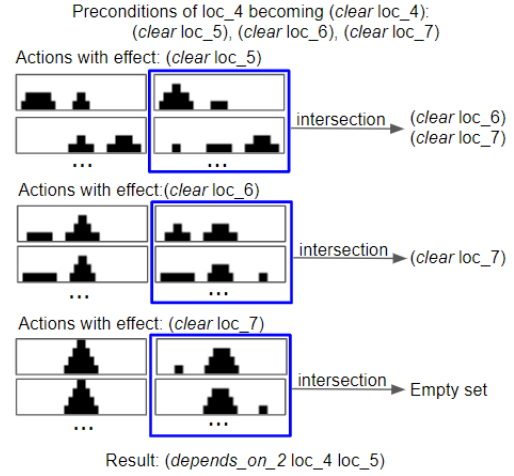 Preconditions of loc_4 becoming (clear loc_4):
(clear loc_5), (clear loc_6), (clear loc_7)
Actions with effect: (clear loc_5)
intersection
(clear loc_6)
(clear loc_7)
...
...
Actions with effect:(clear loc_6)
intersection
(clear loc_7)
...
...
Actions with effect: (clear loc_7)
intersection
Empty set
...
...
Result: (depends_on_2 loc_4 loc_5)